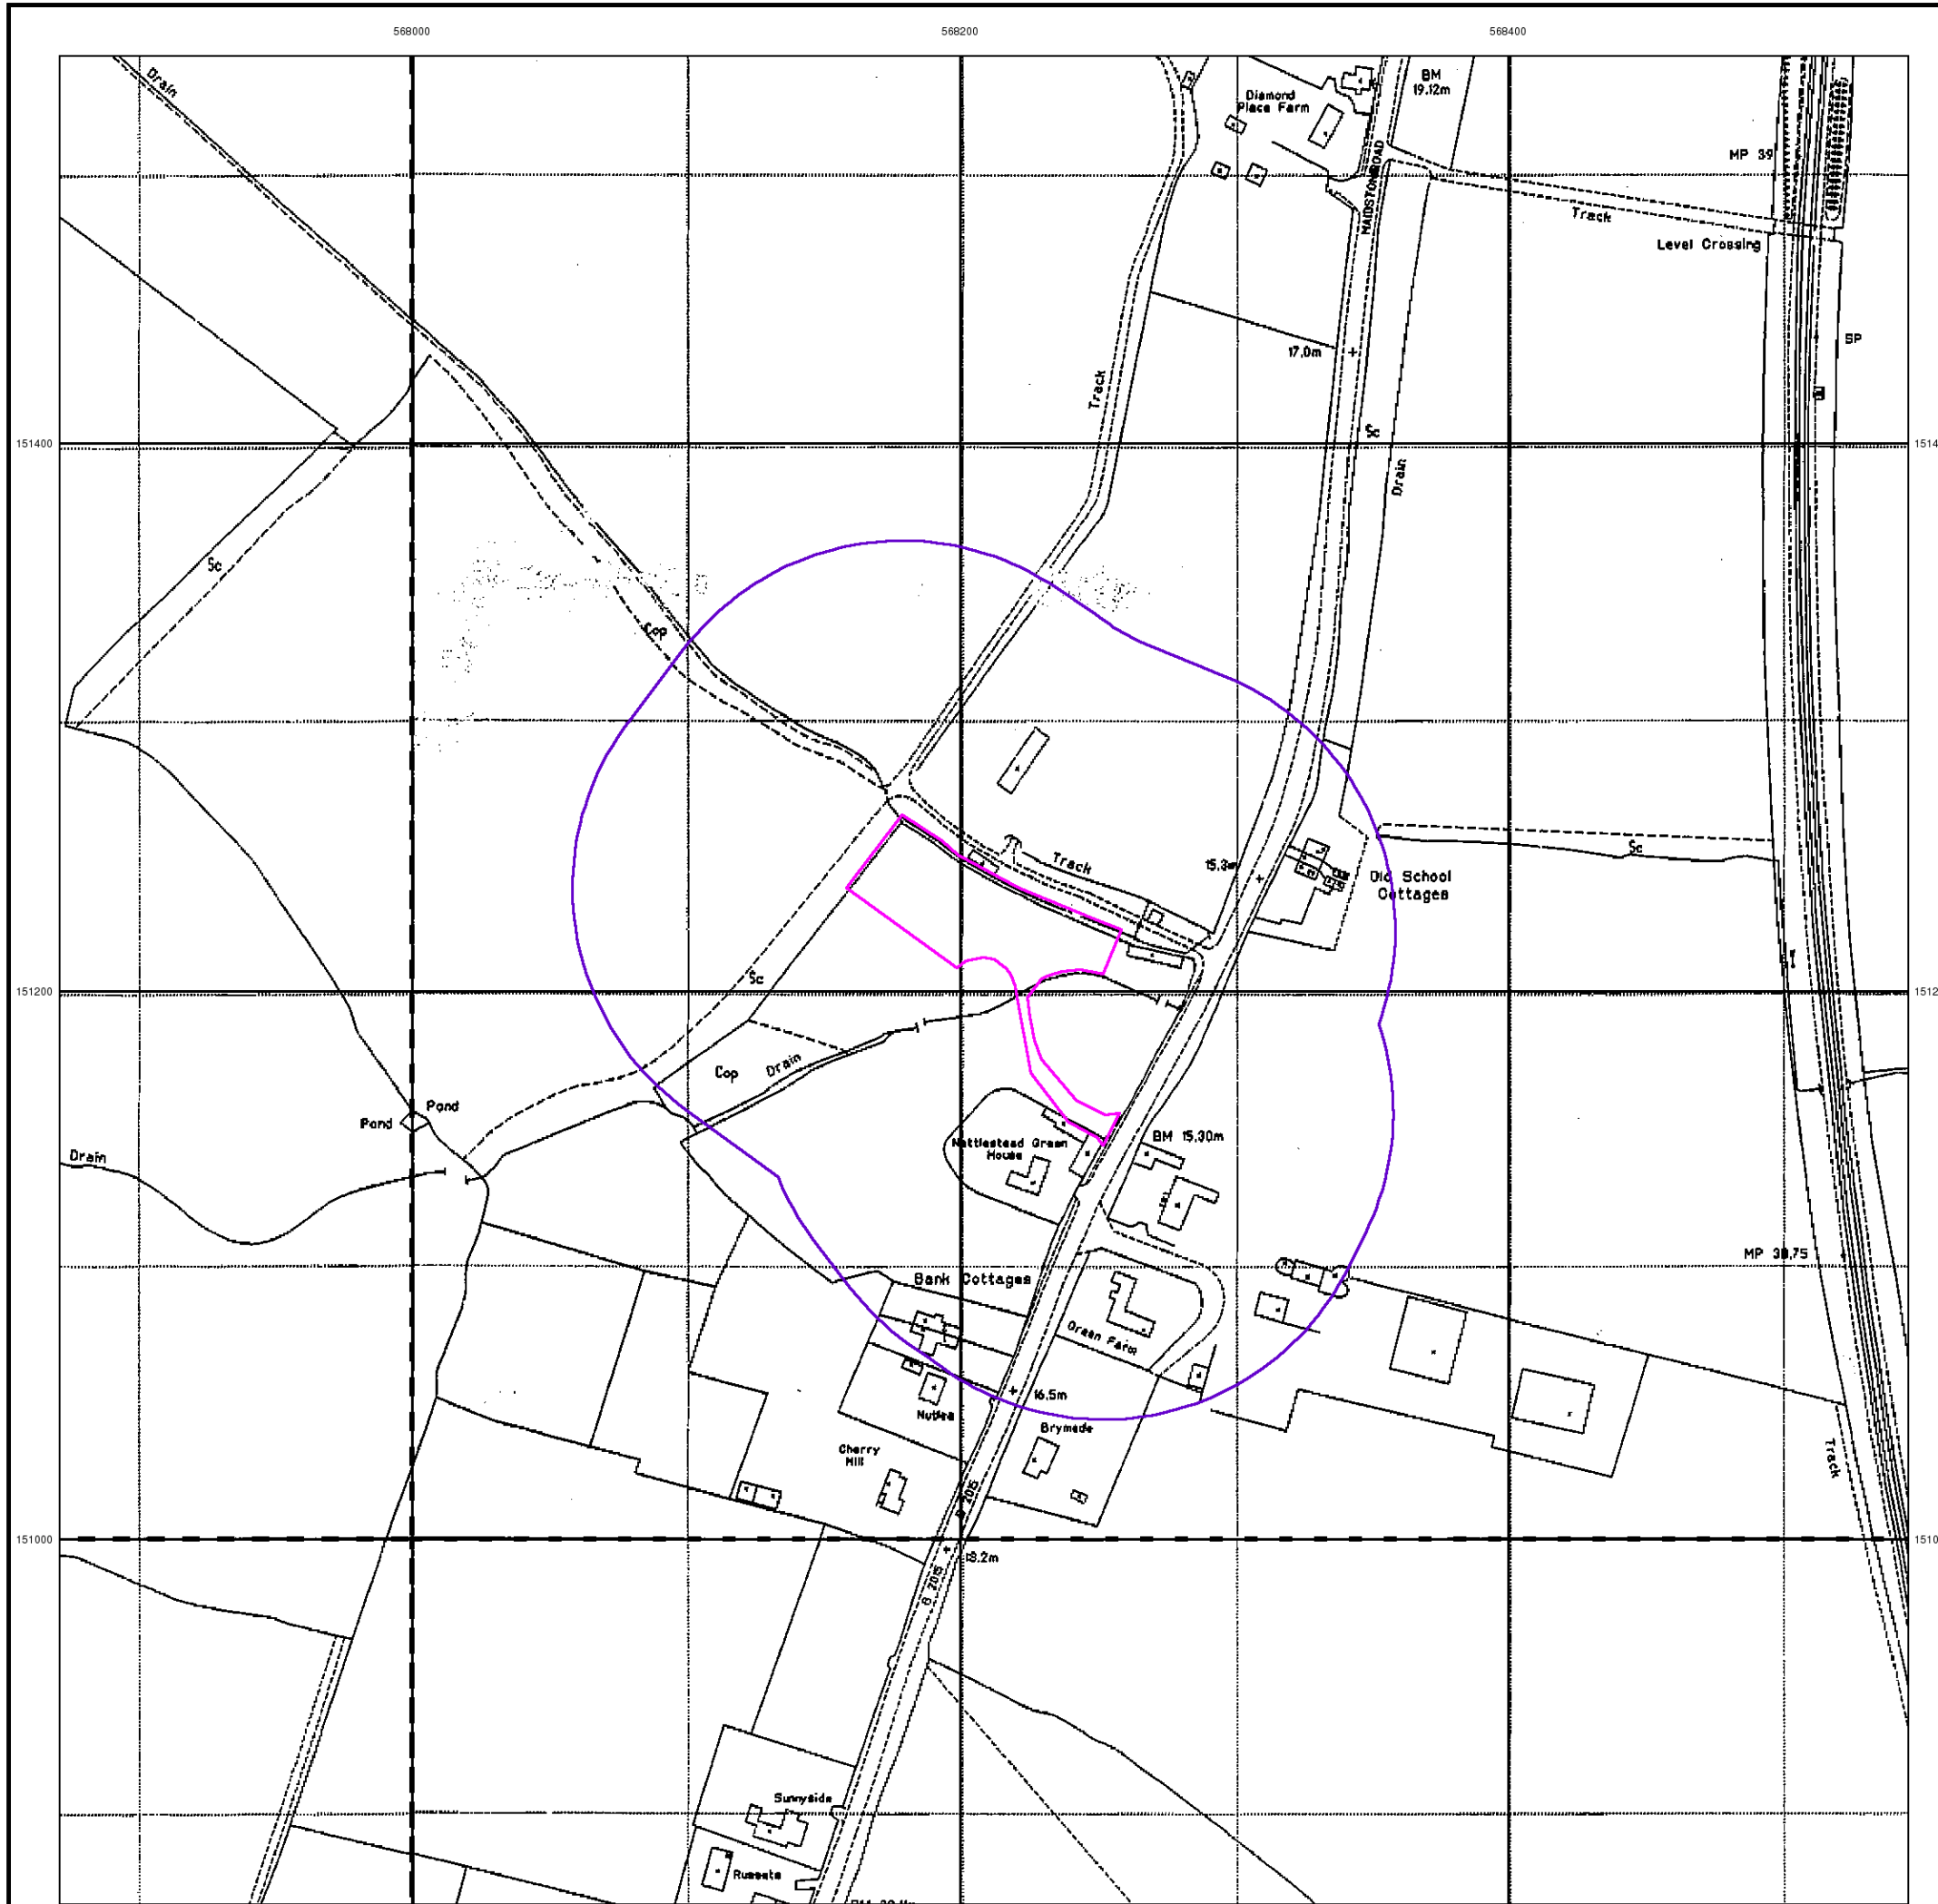 568000
568200
568400
Drain
Diamond
Place Farm
BM
19.12m
MP 39
MAIDSTONE ROAD
Track
Level Crossing
17.0m
SP
Track
151400
1514
Sc
Drain
Sc
Cop
Track
15.3m
Old School
Cottages
Sc
Sc
151200
1512
Cop
Drain
Pond
Pond
Drain
Nettlestead Green
House
BM 15.30m
MP 38.75
Bank Cottages
Green Farm
16.5m
Nutlea
Brymede
Cherry
Hill
Track
B 2015
151000
1510
18.2m
B 2015
Sunnyside
Russets